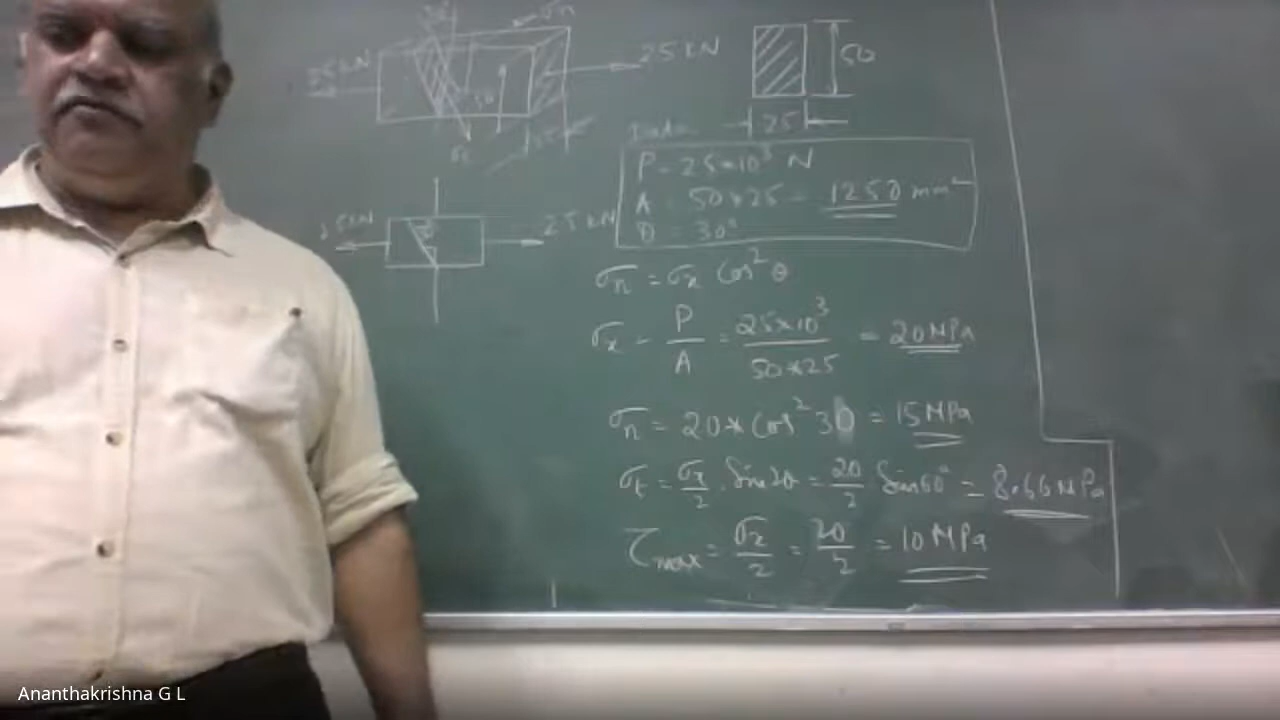 σn
25 kN
25 kN
50
25
P = 25×10³ N
A = 50×25 = 1250 mm²
θ = 30°
25 kN
σn = σx Cos²θ
σx = P/A = 25×10³/50×25 = 20 MPa
σn = 20 * Cos² 30 = 15 MPa
σt = σx/2 . Sin2θ = 20/2 Sin60° = 8.66 MPa
τmax = σx/2 = 20/2 = 10 MPa
Ananthakrishna G L